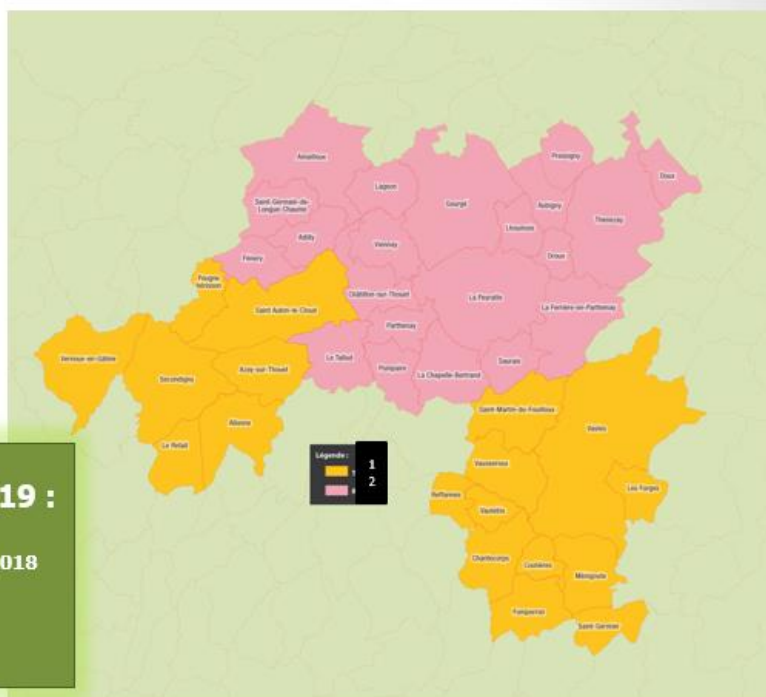 Amailloux
Pressigny
Doux
Lageon
Saint-Germain-de-
Longue-Chaume
Gourgé
Aubigny
Thénezay
Lhoumois
Adilly
Viennay
Fénery
Oroux
Pougne-
Hérisson
Châtillon-sur-Thouet
La Peyratte
La Ferrière-en-Parthenay
Saint Aubin-le-Cloud
Parthenay
Vernoux-en-Gâtine
Le Tallud
Saurais
Azay-sur-Thouet
Pompaire
La Chapelle-Bertrand
Secondigny
Saint-Martin-du-Fouilloux
Allonne
Vasles
Le Retail
Légende :
1
2
Vausseroux
19 :
Les Forges
Reffannes
Vautebis
018
Chantecorps
Coutières
Ménigoute
Fomperron
Saint-Germier